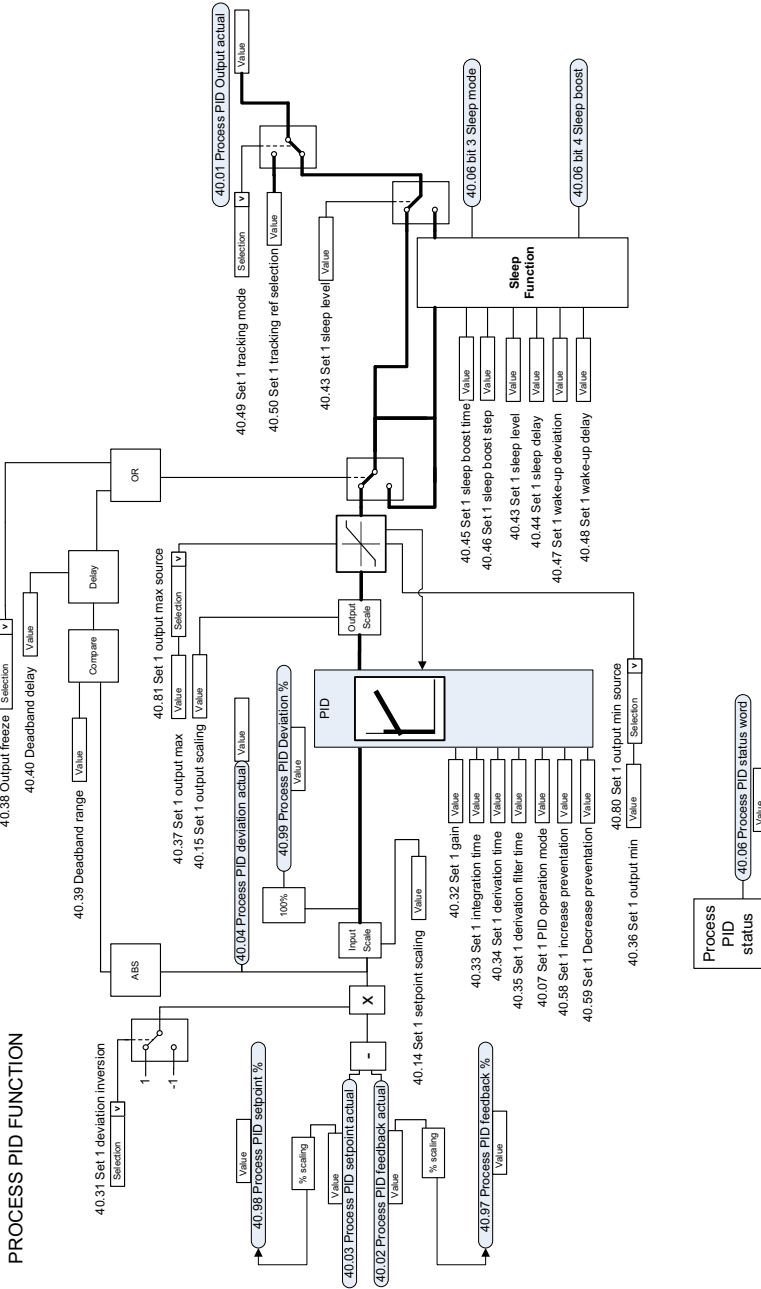 PROCESS PID FUNCTION
40.31 Set 1 deviation inversion
Selection
v
1
-1
Value
40.98 Process PID setpoint %
% scaling
Value
40.03 Process PID setpoint actual
40.02 Process PID feedback actual
Value
% scaling
40.97 Process PID feedback %
Value
-
X
ABS
40.04 Process PID deviation actual
Value
Input
Scale
100%
40.99 Process PID Deviation %
Value
40.14 Set 1 setpoint scaling
Value
40.38 Output freeze
Selection
v
40.40 Deadband delay
Value
40.39 Deadband range
Value
Compare
Delay
OR
40.81 Set 1 output max source
40.37 Set 1 output max
Value
Selection
v
40.15 Set 1 output scaling
Value
PID
Output
Scale
40.32 Set 1 gain
Value
40.33 Set 1 integration time
Value
40.34 Set 1 derivation time
Value
40.35 Set 1 derivation filter time
Value
40.07 Set 1 PID operation mode
Value
40.58 Set 1 increase preventation
Value
40.59 Set 1 Decrease preventation
Value
40.80 Set 1 output min source
40.36 Set 1 output min
Value
Selection
v
40.01 Process PID Output actual
Value
40.49 Set 1 tracking mode
Selection
v
40.50 Set 1 tracking ref selection
Value
40.43 Set 1 sleep level
Value
40.45 Set 1 sleep boost time
Value
40.46 Set 1 sleep boost step
Value
40.43 Set 1 sleep level
Value
40.44 Set 1 sleep delay
Value
40.47 Set 1 wake-up deviation
Value
40.48 Set 1 wake-up delay
Value
Sleep
Function
40.06 bit 3 Sleep mode
40.06 bit 4 Sleep boost
Process
PID
status
40.06 Process PID status word
Value